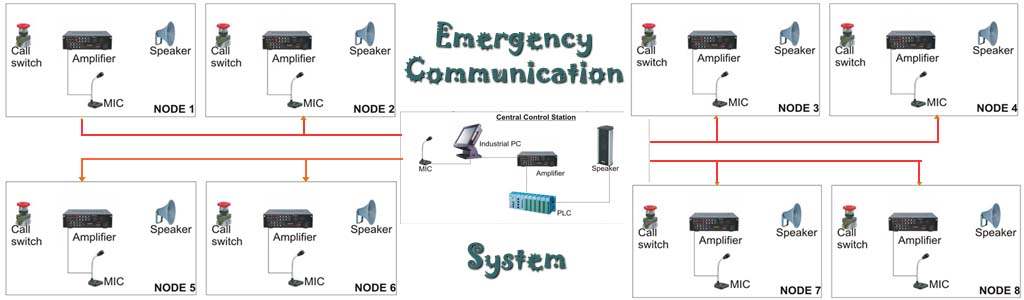 Call
switch
Amplifier
Speaker
MIC
NODE 1
Call
switch
Amplifier
Speaker
MIC
NODE 2
Emergency
Communication
Call
switch
Amplifier
Speaker
MIC
NODE 3
Call
switch
Amplifier
Speaker
MIC
NODE 4
Central Control Station
Industrial PC
MIC
Amplifier
Speaker
PLC
Call
switch
Amplifier
Speaker
MIC
NODE 5
Call
switch
Amplifier
Speaker
MIC
NODE 6
System
Call
switch
Amplifier
Speaker
MIC
NODE 7
Call
switch
Amplifier
Speaker
MIC
NODE 8